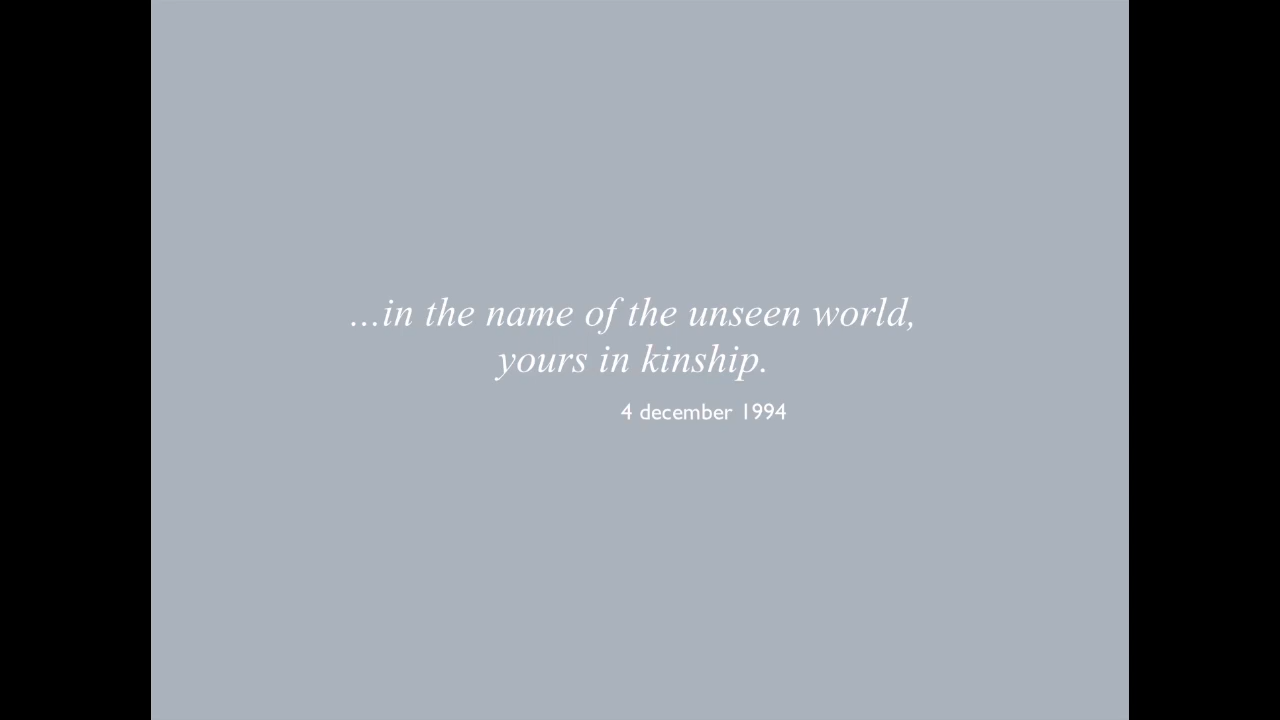 ...in the name of the unseen world,
yours in kinship.
4 december 1994